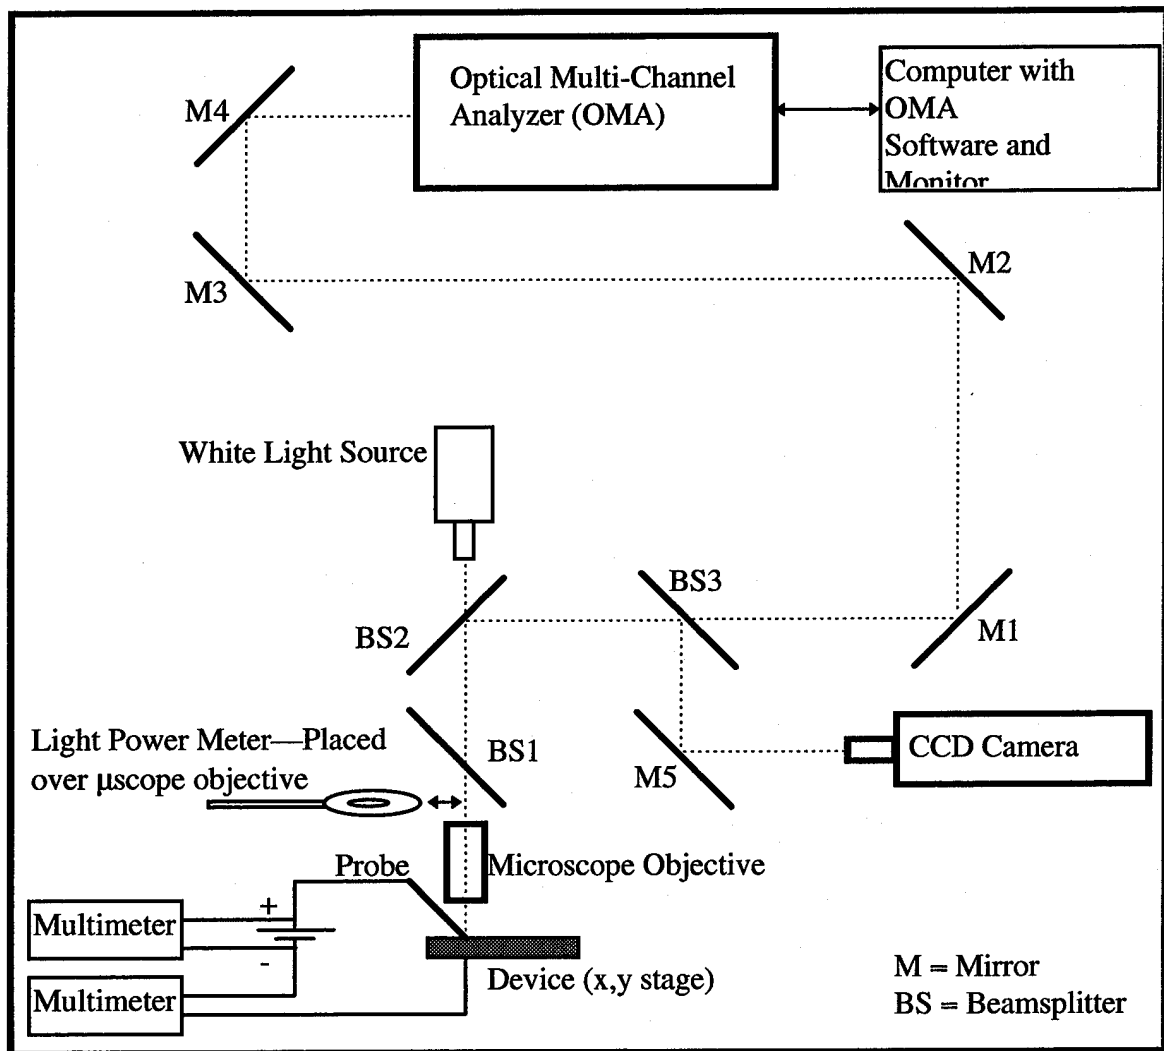 Optical Multi-Channel
Analyzer (OMA)
Computer with
OMA
Software and
Monitor
M4
M3
M2
White Light Source
BS3
BS2
M1
Light Power Meter—Placed
over μscope objective
BS1
M5
CCD Camera
Probe
Microscope Objective
Multimeter
+
-
Multimeter
Device (x,y stage)
M = Mirror
BS = Beamsplitter